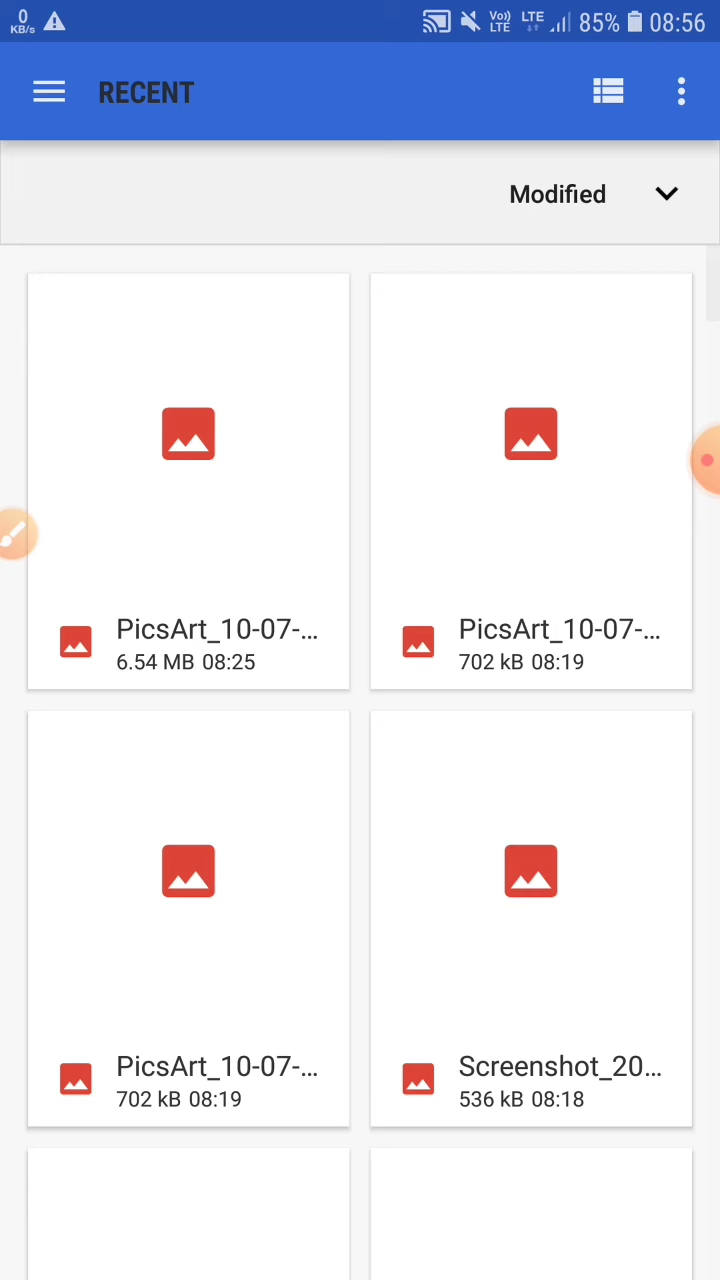 0
KB/s
Vo))
LTE
LTE
85%
08:56
RECENT
Modified
PicsArt_10-07-...
6.54 MB 08:25
PicsArt_10-07-...
702 kB 08:19
PicsArt_10-07-...
702 kB 08:19
Screenshot_20...
536 kB 08:18